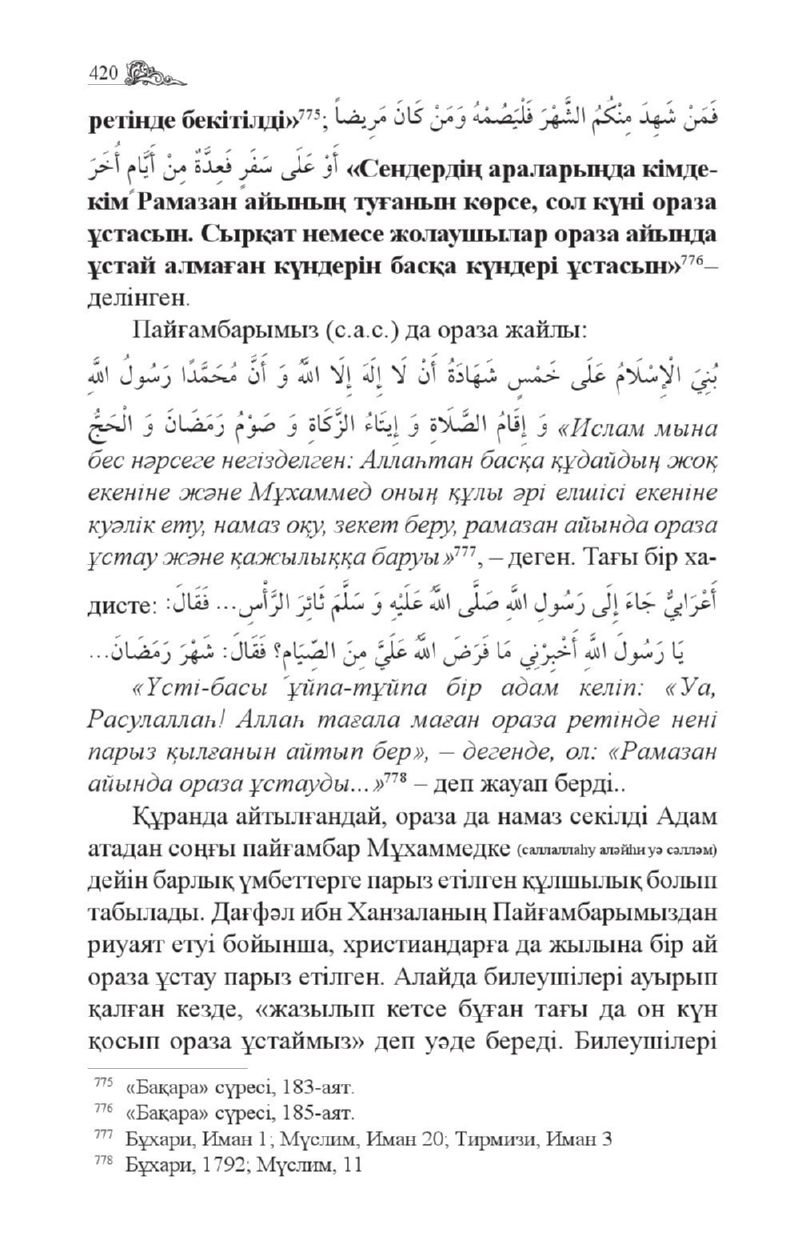 420
ретінде бекітілді»⁷⁷⁵; فَمَنْ شَهِدَ مِنْكُمُ الشَّهْرَ فَلْيَصُمْهُ وَمَنْ كَانَ مَرِيضاً
أَوْ عَلَى سَفَرٍ فَعِدَّةٌ مِنْ أَيَّامٍ أُخَرَ «Сендердің араларыңда кімде-
кім Рамазан айының туғанын көрсе, сол күні ораза
ұстасын. Сырқат немесе жолаушылар ораза айында
ұстай алмаған күндерін басқа күндері ұстасын»⁷⁷⁶–
делінген.
Пайғамбарымыз (с.а.с.) да ораза жайлы:
بُنِيَ الْإِسْلَامُ عَلَى خَمْسٍ شَهَادَةُ أَنْ لَا إِلَهَ إِلَّا اللهُ وَ أَنَّ مُحَمَّدًا رَسُولُ اللهِ
وَ إِقَامُ الصَّلَاةِ وَ إِيتَاءُ الزَّكَاةِ وَ صَوْمُ رَمَضَانَ وَ الْحَجُّ «Ислам мына
бес нәрсеге негізделген: Аллаһтан басқа құдайдың жоқ
екеніне және Мұхаммед оның құлы әрі елшісі екеніне
куәлік ету, намаз оқу, зекет беру, рамазан айында ораза
ұстау және қажылыққа баруы»⁷⁷⁷, – деген. Тағы бір ха-
дисте: أَعْرَابِيٌّ جَاءَ إِلَى رَسُولِ اللهِ صَلَّى اللهُ عَلَيْهِ وَ سَلَّمَ ثَائِرَ الرَّأْسِ... فَقَالَ:
يَا رَسُولَ اللهِ أَخْبِرْنِي مَا فَرَضَ اللهُ عَلَيَّ مِنَ الصِّيَامِ؟ فَقَالَ: شَهْرَ رَمَضَانَ...
«Үсті-басы ұйпа-тұйпа бір адам келіп: «Уа,
Расулаллаһ! Аллаһ тағала маған ораза ретінде нені
парыз қылғанын айтып бер», – дегенде, ол: «Рамазан
айында ораза ұстауды...»⁷⁷⁸ – деп жауап берді..
Құранда айтылғандай, ораза да намаз секілді Адам
атадан соңғы пайғамбар Мұхаммедке (саллаллаһу аләйһи уә сәлләм)
дейін барлық үмбеттерге парыз етілген құлшылық болып
табылады. Дағфәл ибн Ханзаланың Пайғамбарымыздан
риуаят етуі бойынша, христиандарға да жылына бір ай
ораза ұстау парыз етілген. Алайда билеушілері ауырып
қалған кезде, «жазылып кетсе бұған тағы да он күн
қосып ораза ұстаймыз» деп уәде береді. Билеушілері
⁷⁷⁵ «Бақара» сүресі, 183-аят.
⁷⁷⁶ «Бақара» сүресі, 185-аят.
⁷⁷⁷ Бұхари, Иман 1; Мүслим, Иман 20; Тирмизи, Иман 3
⁷⁷⁸ Бұхари, 1792; Мүслим, 11